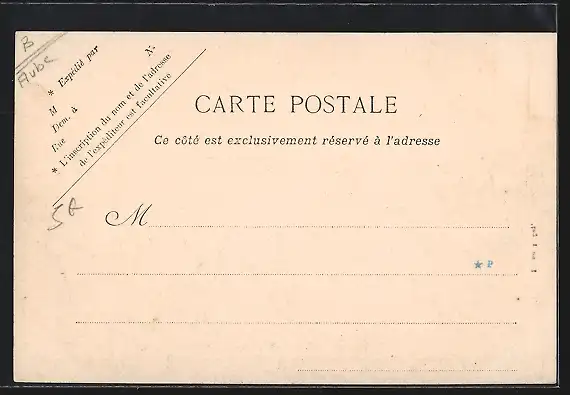 B
Aube
* Expédié par
N:
M
Dem. à
Rue
* L'inscription du nom et de l'adresse
de l'expéditeur est facultative
CARTE POSTALE
Ce côté est exclusivement réservé à l'adresse
M
★ P